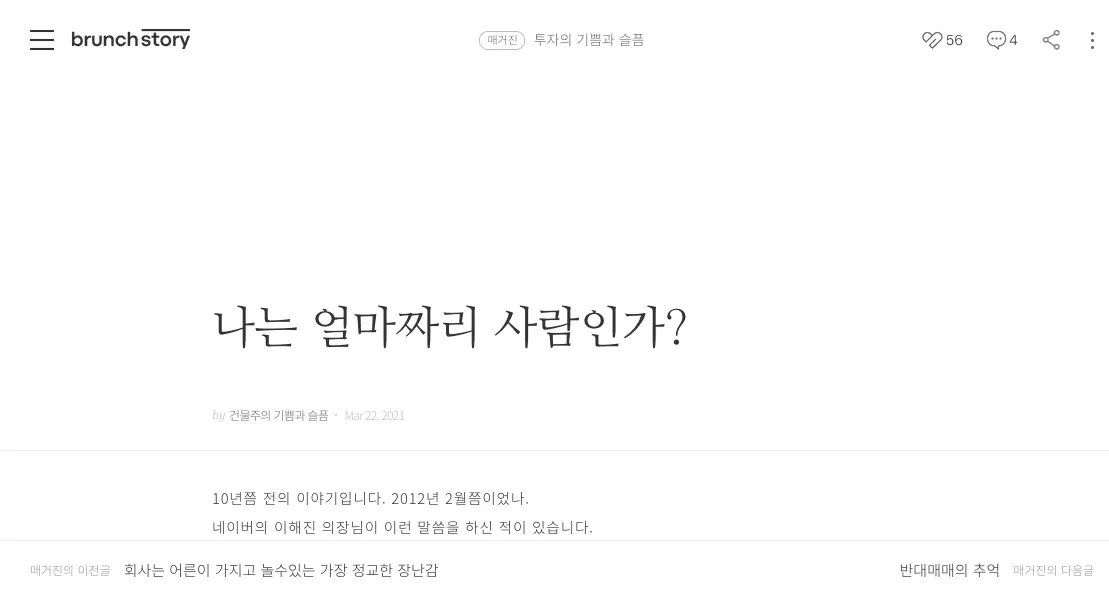 brunch story
매거진 투자의 기쁨과 슬픔
56
4
나는 얼마짜리 사람인가?
by 건물주의 기쁨과 슬픔 · Mar 22. 2021
10년쯤 전의 이야기입니다. 2012년 2월쯤이었나.
네이버의 이해진 의장님이 이런 말씀을 하신 적이 있습니다.
매거진의 이전글 회사는 어른이 가지고 놀수있는 가장 정교한 장난감
반대매매의 추억 매거진의 다음글